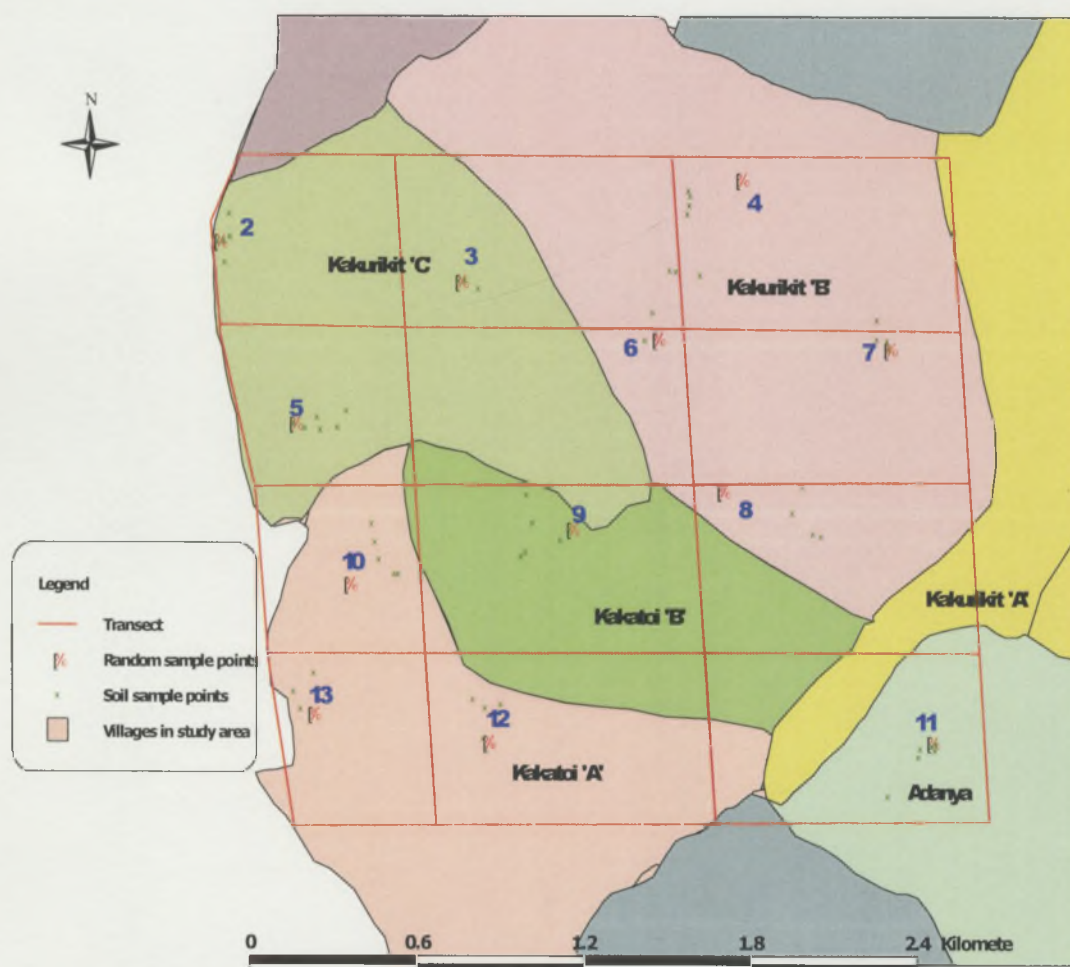 N
4
2
3
Kakurikit 'C'
Kakurikit 'B'
6
7
5
8
9
10
Legend
Transect
Random sample points
Soil sample points
Villages in study area
Kakurikit 'A'
Kakatoi 'B'
13
12
11
Kakatoi 'A'
Adanya
0 0.6 1.2 1.8 2.4 Kilomete